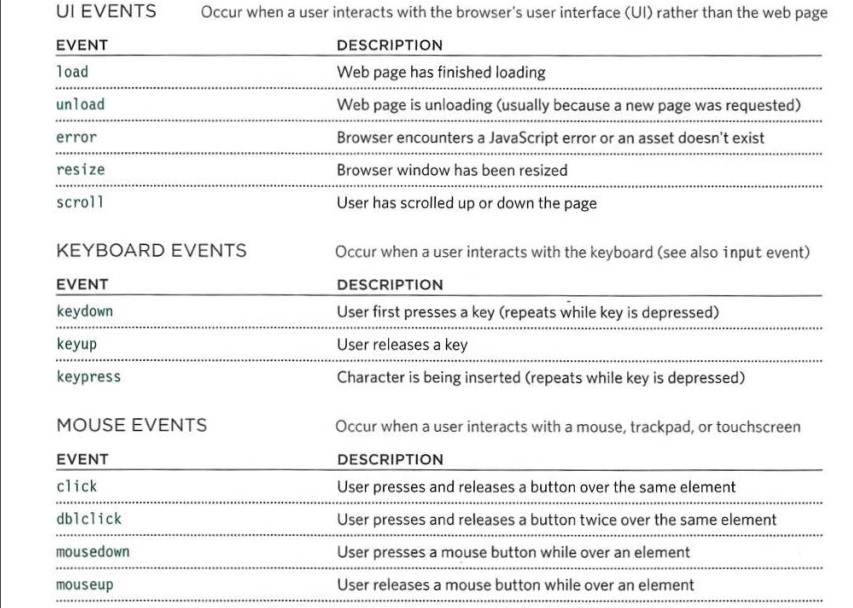 UI EVENTS Occur when a user interacts with the browser's user interface (UI) rather than the web page
EVENT DESCRIPTION
load Web page has finished loading
unload Web page is unloading (usually because a new page was requested)
error Browser encounters a JavaScript error or an asset doesn't exist
resize Browser window has been resized
scroll User has scrolled up or down the page
KEYBOARD EVENTS Occur when a user interacts with the keyboard (see also input event)
EVENT DESCRIPTION
keydown User first presses a key (repeats while key is depressed)
keyup User releases a key
keypress Character is being inserted (repeats while key is depressed)
MOUSE EVENTS Occur when a user interacts with a mouse, trackpad, or touchscreen
EVENT DESCRIPTION
click User presses and releases a button over the same element
dblclick User presses and releases a button twice over the same element
mousedown User presses a mouse button while over an element
mouseup User releases a mouse button while over an element